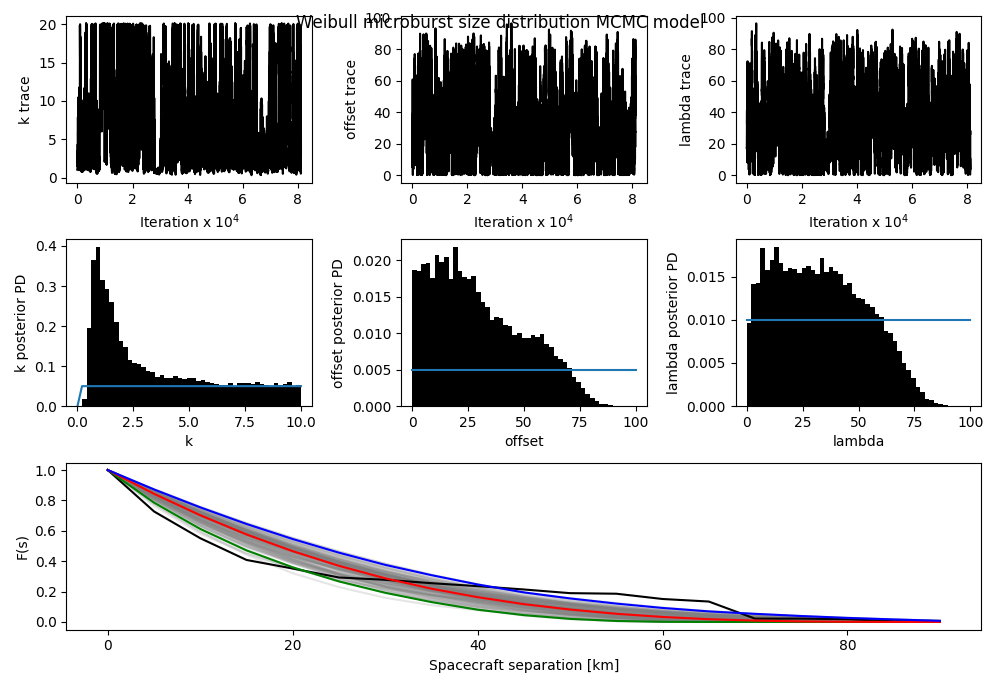 Weibull microburst size distribution MCMC model
k trace
20
15
10
5
0
0 2 4 6 8
Iteration x 10^4
offset trace
100
80
60
40
20
0
0 2 4 6 8
Iteration x 10^4
lambda trace
100
80
60
40
20
0
0 2 4 6 8
Iteration x 10^4
k posterior PD
0.4
0.3
0.2
0.1
0.0
0.0 2.5 5.0 7.5 10.0
k
offset posterior PD
0.020
0.015
0.010
0.005
0.000
0 25 50 75 100
offset
lambda posterior PD
0.015
0.010
0.005
0.000
0 25 50 75 100
lambda
F(s)
1.0
0.8
0.6
0.4
0.2
0.0
0 20 40 60 80
Spacecraft separation [km]